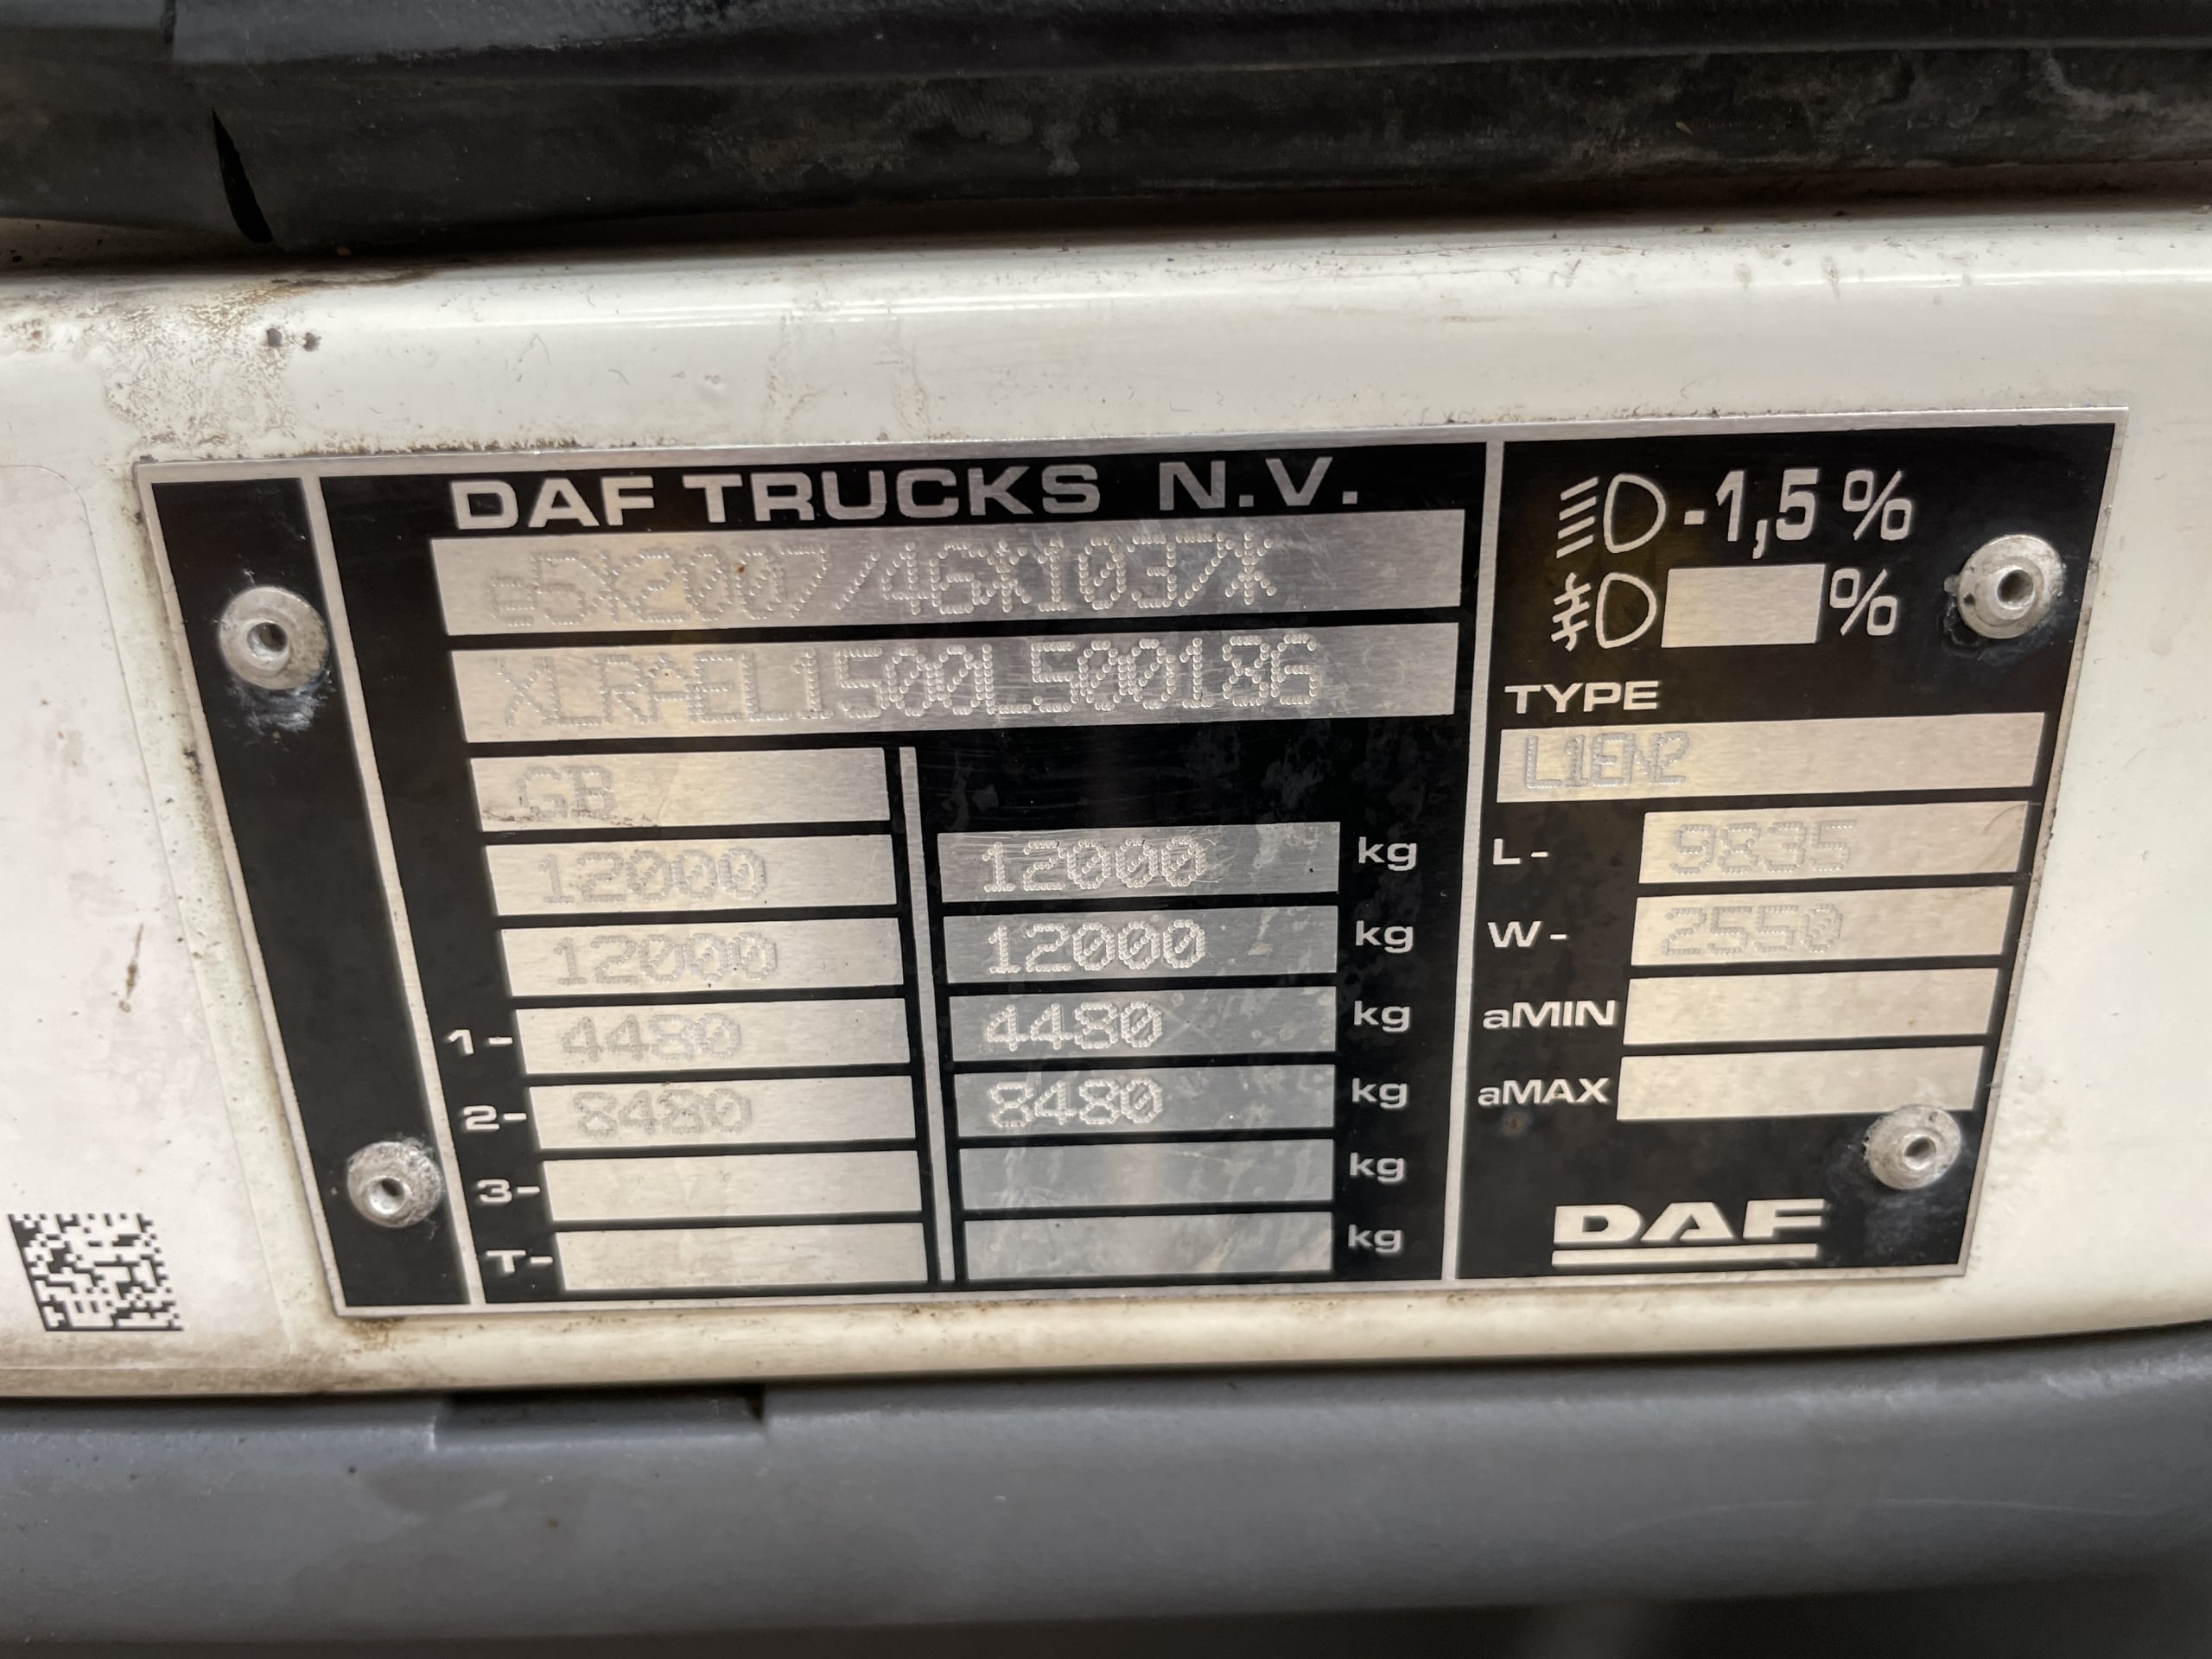 DAF TRUCKS N.V.
e5*2007/46*1037*
XLRAEL1500L500186
GB
12000 12000 kg
12000 12000 kg
1- 4480 4480 kg
2- 8480 8480 kg
3- kg
T- kg
-1,5 %
%
TYPE
L1EN2
L- 9835
W- 2550
aMIN
aMAX
DAF